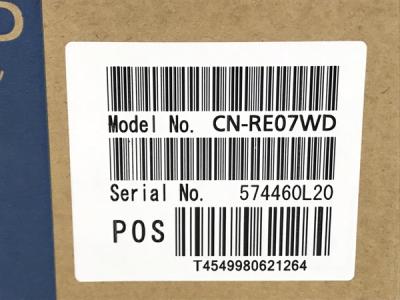 D
Model No. CN-RE07WD
Serial No. 574460L20
POS
T4549980621264